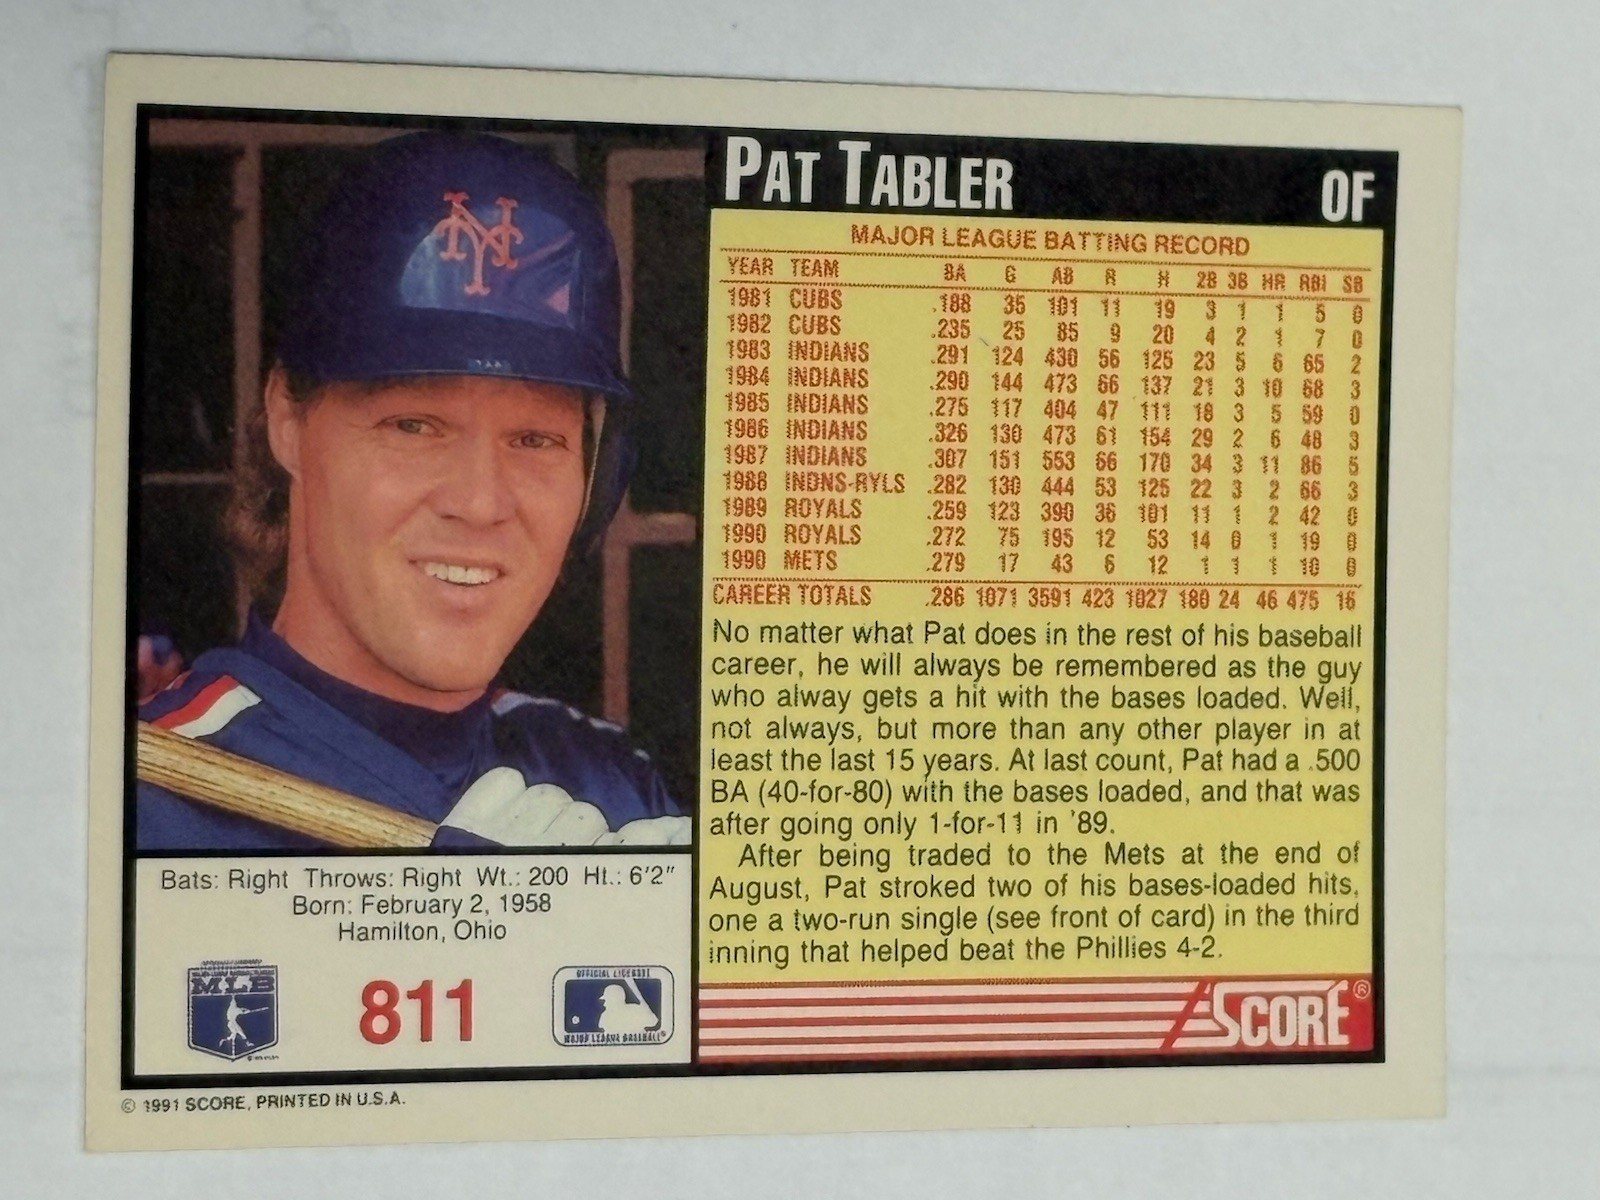 NY
PAT TABLER OF
MAJOR LEAGUE BATTING RECORD
YEAR TEAM BA G AB R H 2B 3B HR RBI SB
1981 CUBS .188 35 101 11 19 3 1 1 5 0
1982 CUBS .235 25 85 9 20 4 2 1 7 0
1983 INDIANS .291 124 430 56 125 23 5 6 65 2
1984 INDIANS .290 144 473 66 137 21 3 10 68 3
1985 INDIANS .275 117 404 47 111 18 3 5 59 0
1986 INDIANS .326 130 473 61 154 29 2 6 48 3
1987 INDIANS .307 151 553 66 170 34 3 11 86 5
1988 INDNS-RYLS .282 130 444 53 125 22 3 2 66 3
1989 ROYALS .259 123 390 36 101 11 1 2 42 0
1990 ROYALS .272 75 195 12 53 14 0 1 19 0
1990 METS .279 17 43 6 12 1 1 1 10 0
CAREER TOTALS .286 1071 3591 423 1027 180 24 46 475 16
No matter what Pat does in the rest of his baseball
career, he will always be remembered as the guy
who alway gets a hit with the bases loaded. Well,
not always, but more than any other player in at
least the last 15 years. At last count, Pat had a .500
BA (40-for-80) with the bases loaded, and that was
after going only 1-for-11 in '89.
After being traded to the Mets at the end of
August, Pat stroked two of his bases-loaded hits,
one a two-run single (see front of card) in the third
inning that helped beat the Phillies 4-2.
Bats: Right Throws: Right Wt.: 200 Ht.: 6'2"
Born: February 2, 1958
Hamilton, Ohio
MLB
811
OFFICIAL LICENSEE
MAJOR LEAGUE BASEBALL®
SCORE®
© 1991 SCORE, PRINTED IN U.S.A.